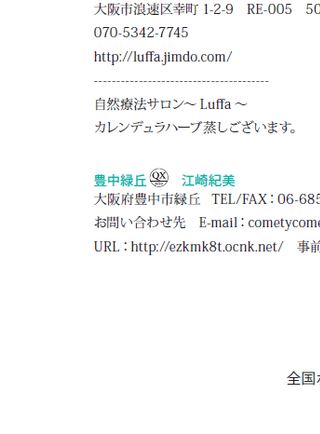 大阪市浪速区幸町 1-2-9　RE-005　50
070-5342-7745
http://luffa.jimdo.com/
---------------------------------------
自然療法サロン〜 Luffa 〜
カレンデュラハーブ蒸しございます。
豊中緑丘 QX 江崎紀美
大阪府豊中市緑丘　TEL/FAX：06-685
お問い合わせ先　E-mail：cometycome
URL：http://ezkmk8t.ocnk.net/　事前
全国